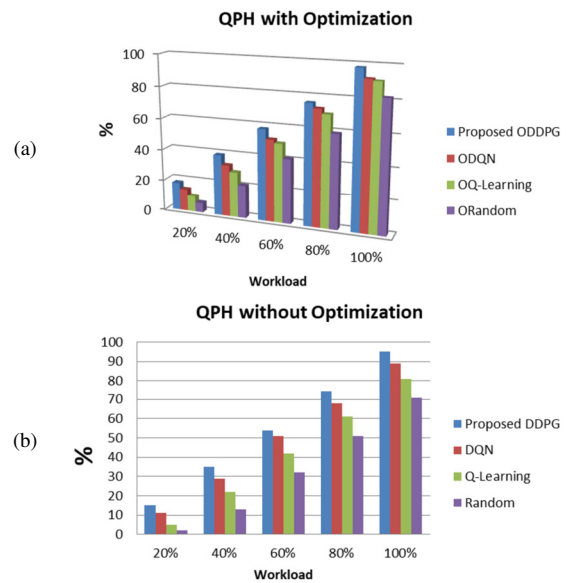 QPH with Optimization
(a)
%
100
80
60
40
20
0
20%
40%
60%
80%
100%
Workload
Proposed ODDPG
ODQN
OQ-Learning
ORandom
QPH without Optimization
(b)
%
100
90
80
70
60
50
40
30
20
10
0
20%
40%
60%
80%
100%
Workload
Proposed DDPG
DQN
Q-Learning
Random